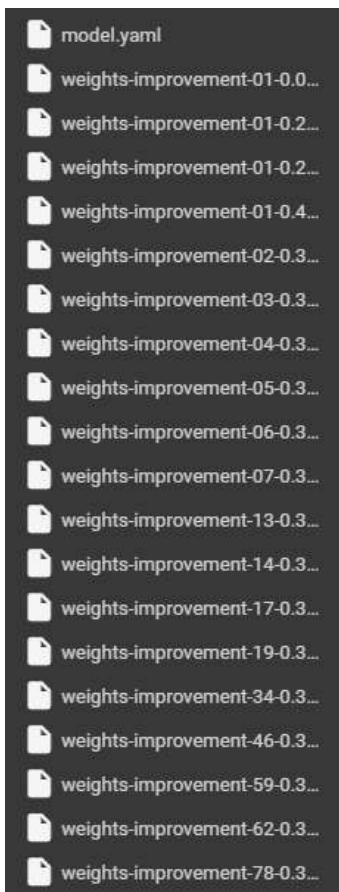 model.yaml
weights-improvement-01-0.0...
weights-improvement-01-0.2...
weights-improvement-01-0.2...
weights-improvement-01-0.4...
weights-improvement-02-0.3...
weights-improvement-03-0.3...
weights-improvement-04-0.3...
weights-improvement-05-0.3...
weights-improvement-06-0.3...
weights-improvement-07-0.3...
weights-improvement-13-0.3...
weights-improvement-14-0.3...
weights-improvement-17-0.3...
weights-improvement-19-0.3...
weights-improvement-34-0.3...
weights-improvement-46-0.3...
weights-improvement-59-0.3...
weights-improvement-62-0.3...
weights-improvement-78-0.3...